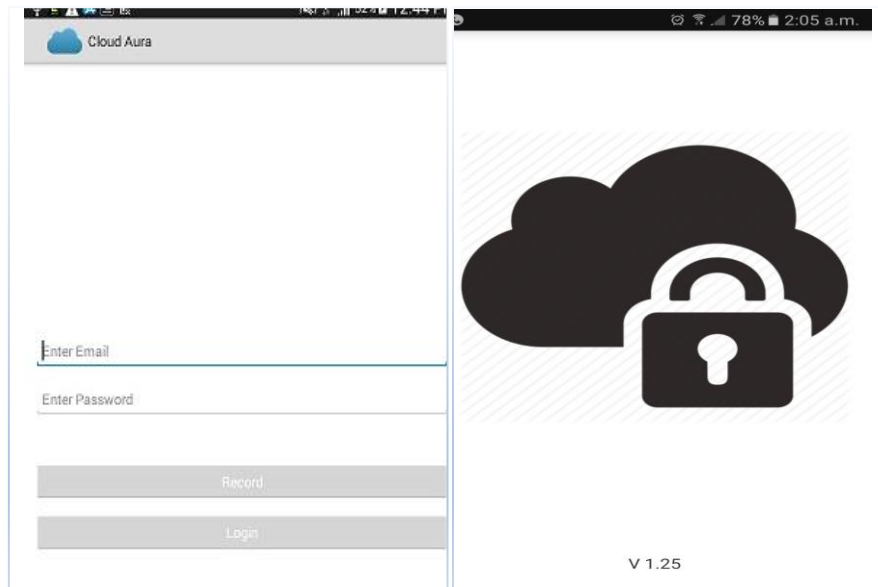 Cloud Aura
Enter Email
Enter Password
Record
Login
78% 2:05 a.m.
V 1.25